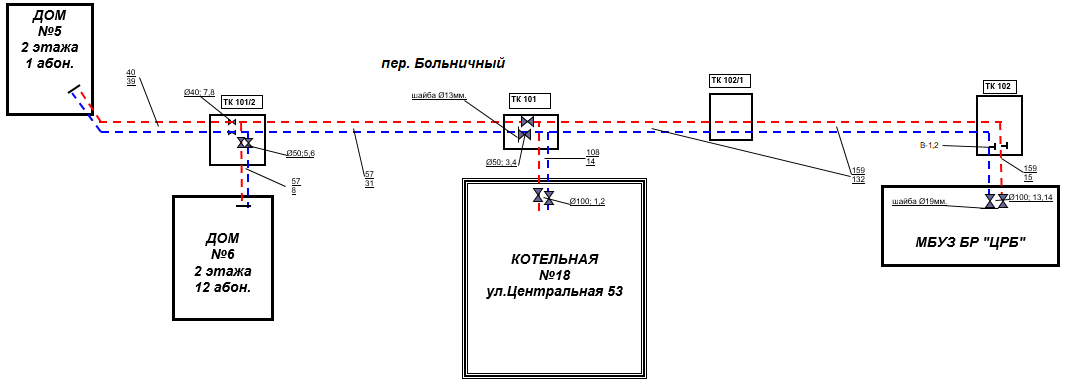 ДОМ
№5
2 этажа
1 абон.
пер. Больничный
40
39
Ø40; 7,8
ТК 101/2
шайба Ø13мм.
ТК 101
ТК 102/1
ТК 102
Ø50;5,6
57
8
57
31
Ø50; 3,4
108
14
159
132
В-1,2
159
15
Ø100; 1,2
шайба Ø19мм.
Ø100; 13,14
ДОМ
№6
2 этажа
12 абон.
КОТЕЛЬНАЯ
№18
ул.Центральная 53
МБУЗ БР "ЦРБ"